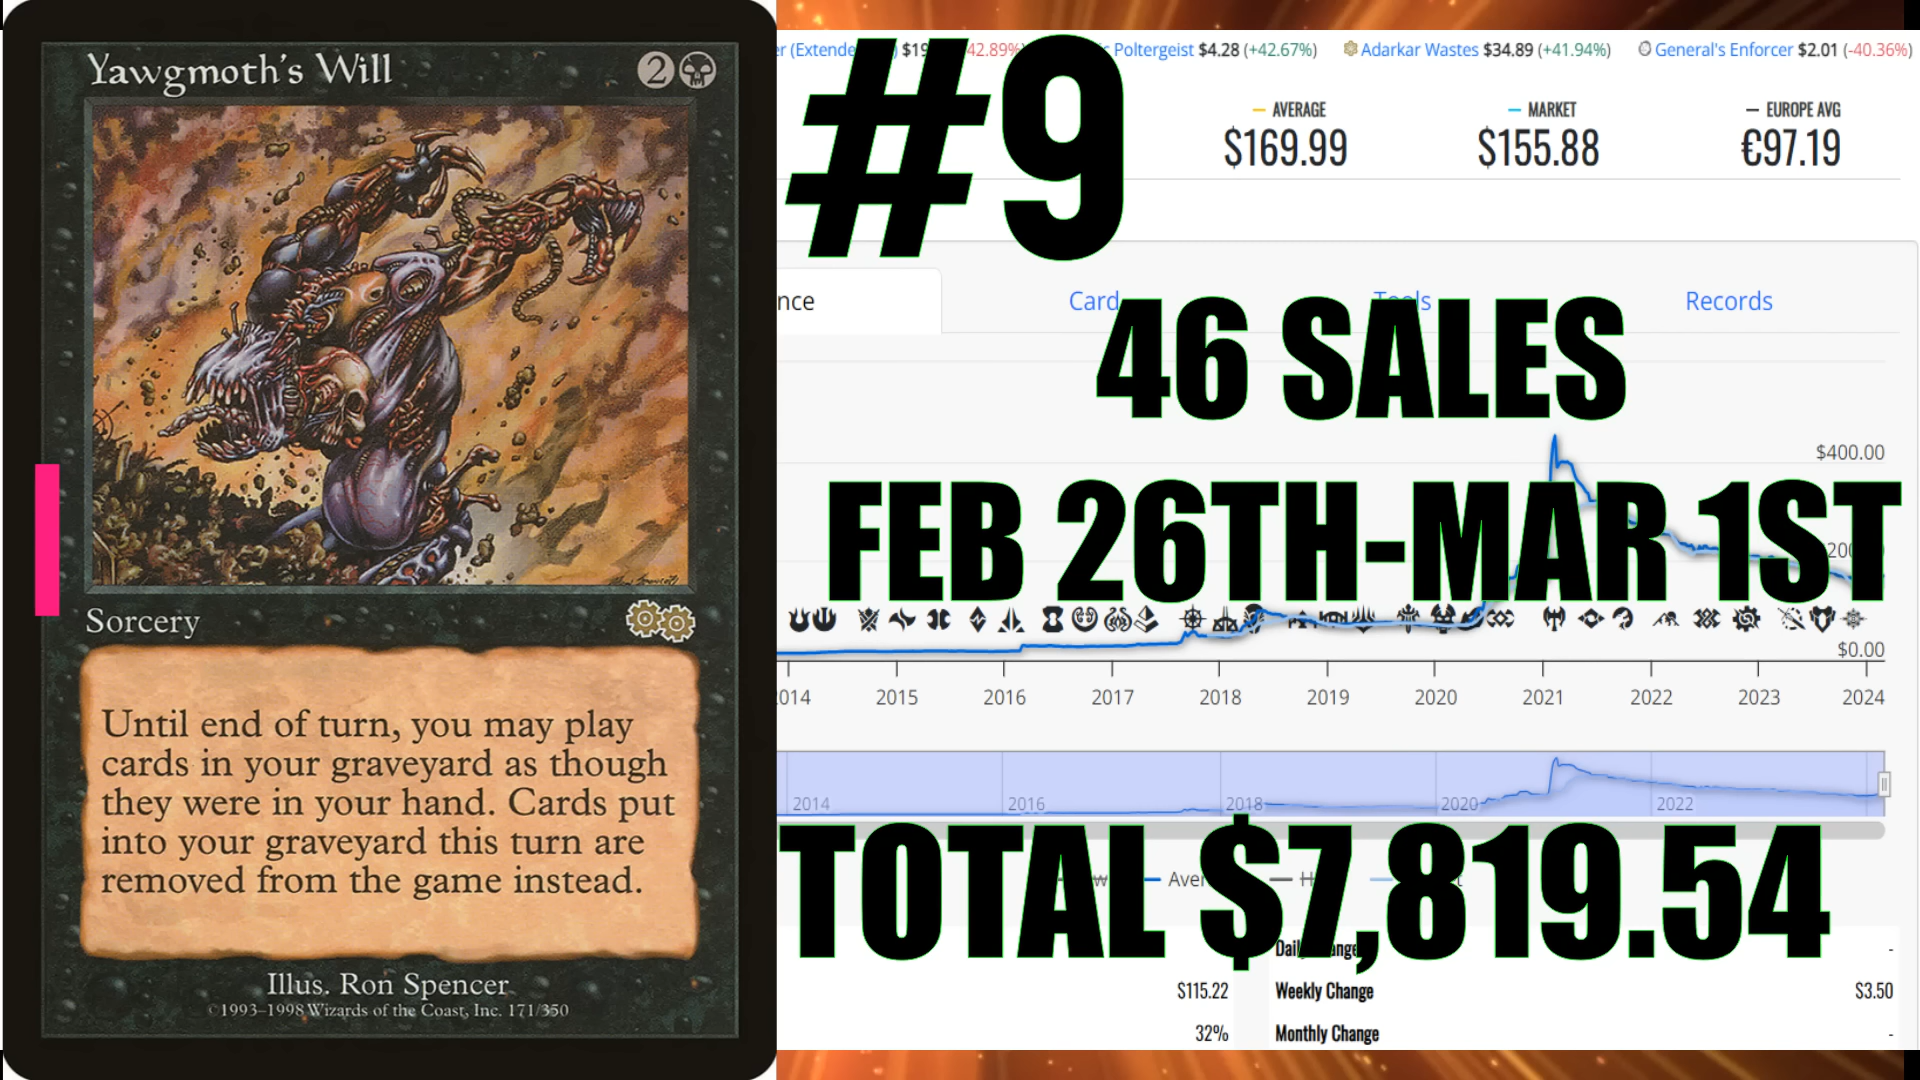 Yawgmoth's Will 2
Sorcery
Until end of turn, you may play
cards in your graveyard as though
they were in your hand. Cards put
into your graveyard this turn are
removed from the game instead.
Illus. Ron Spencer
©1993–1998 Wizards of the Coast, Inc. 171/350
(Extende $19 42.89% Poltergeist $4.28 (+42.67%) Adarkar Wastes $34.89 (+41.94%) General's Enforcer $2.01 (-40.36%)
#9
AVERAGE MARKET EUROPE AVG
$169.99 $155.88 €97.19
Card Tools Records
46 SALES
$400.00
FEB 26TH-MAR 1ST
$0.00
2015 2016 2017 2018 2019 2020 2021 2022 2023 2024
2014 2016 2018 2020 2022
TOTAL $7,819.54
$115.22 Weekly Change $3.50
32% Monthly Change -